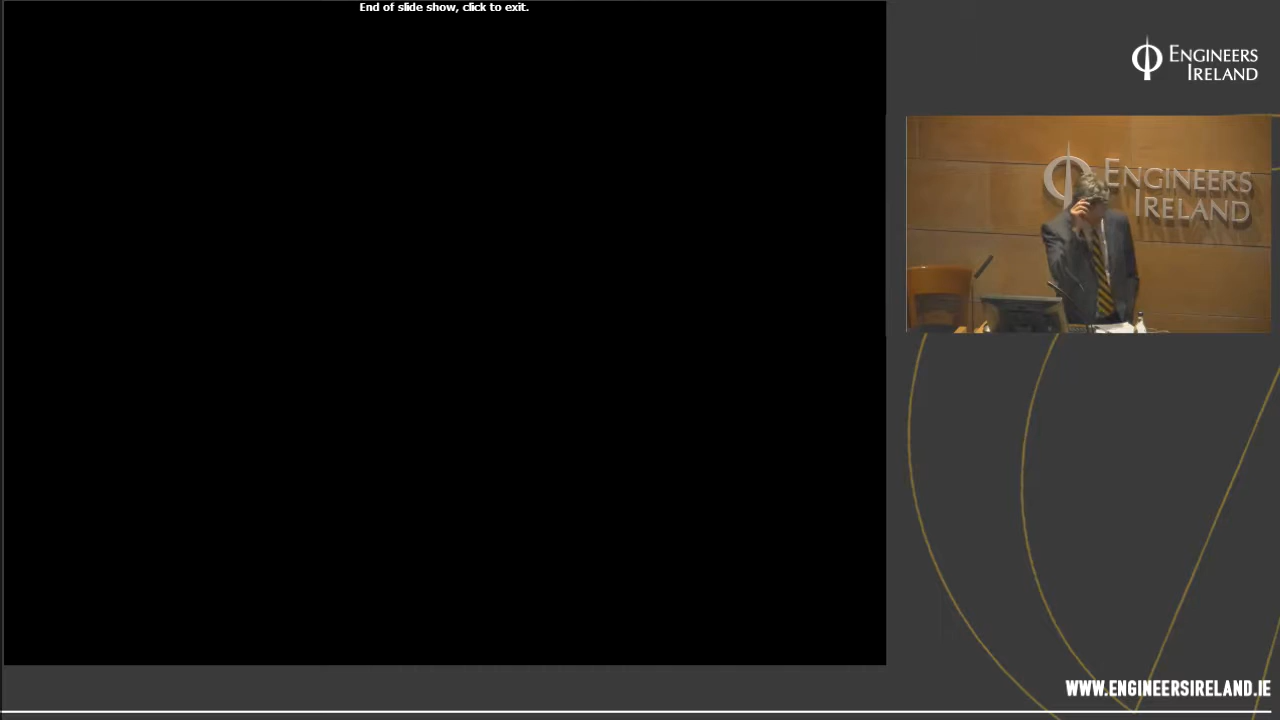 End of slide show, click to exit.
ENGINEERS
IRELAND
ENGINEERS
IRELAND
WWW.ENGINEERSIRELAND.IE